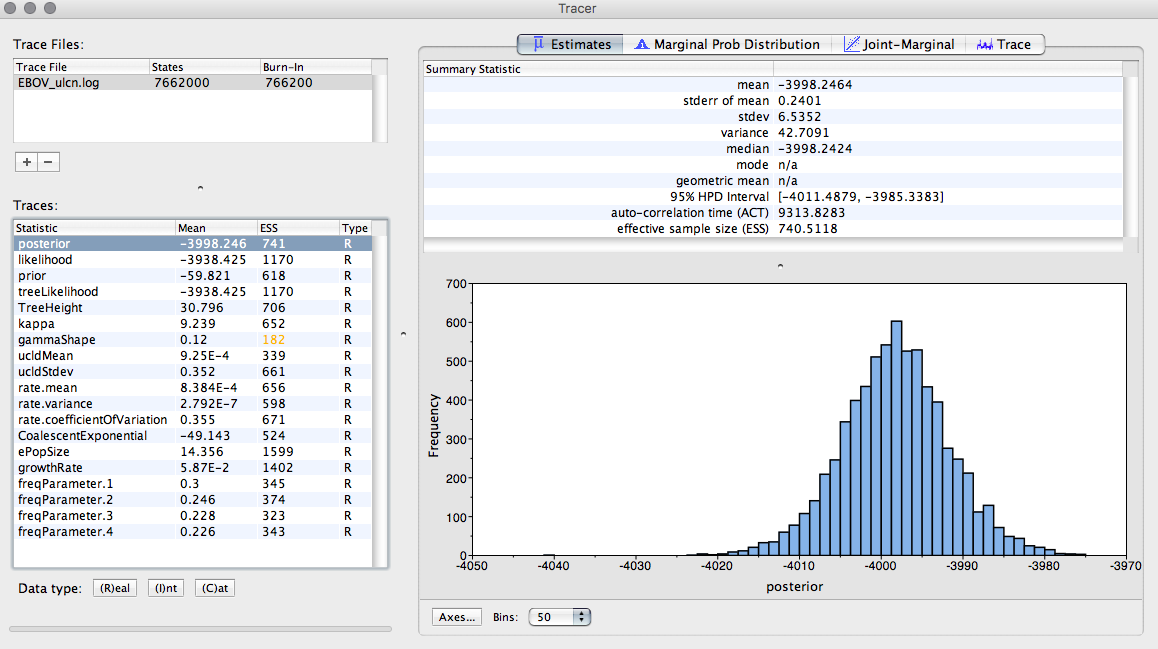 Tracer
Trace Files:
Trace File States Burn-In
EBOV_ulcn.log 7662000 766200
+ −
Traces:
Statistic Mean ESS Type
posterior -3998.246 741 R
likelihood -3938.425 1170 R
prior -59.821 618 R
treeLikelihood -3938.425 1170 R
TreeHeight 30.796 706 R
kappa 9.239 652 R
gammaShape 0.12 182 R
ucldMean 9.25E-4 339 R
ucldStdev 0.352 661 R
rate.mean 8.384E-4 656 R
rate.variance 2.792E-7 598 R
rate.coefficientOfVariation 0.355 671 R
CoalescentExponential -49.143 524 R
ePopSize 14.356 1599 R
growthRate 5.87E-2 1402 R
freqParameter.1 0.3 345 R
freqParameter.2 0.246 374 R
freqParameter.3 0.228 323 R
freqParameter.4 0.226 343 R
Data type: (R)eal (I)nt (C)at
μ Estimates Marginal Prob Distribution Joint-Marginal Trace
Summary Statistic
mean -3998.2464
stderr of mean 0.2401
stdev 6.5352
variance 42.7091
median -3998.2424
mode n/a
geometric mean n/a
95% HPD Interval [-4011.4879, -3985.3383]
auto-correlation time (ACT) 9313.8283
effective sample size (ESS) 740.5118
700
600
500
400
300
200
100
0
Frequency
-4050 -4040 -4030 -4020 -4010 -4000 -3990 -3980 -3970
posterior
Axes... Bins: 50